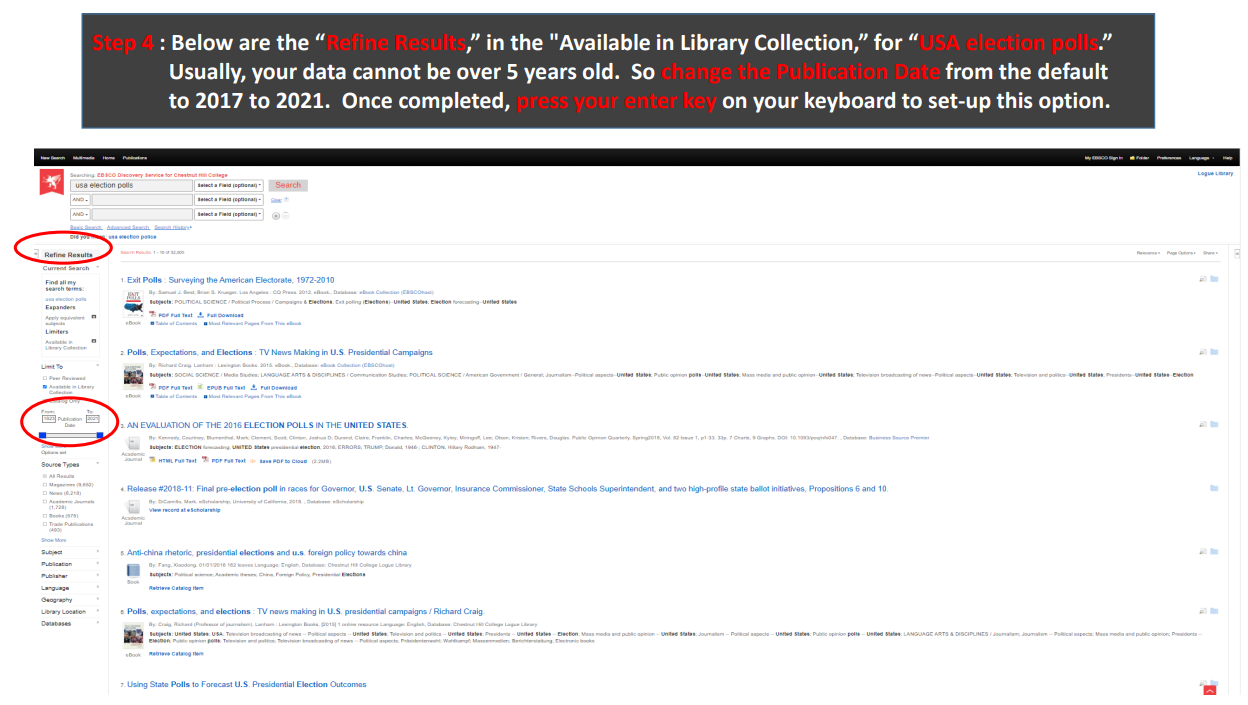 Step 4 : Below are the “Refine Results,” in the "Available in Library Collection,” for “USA election polls.”
Usually, your data cannot be over 5 years old. So change the Publication Date from the default
to 2017 to 2021. Once completed, press your enter key on your keyboard to set-up this option.
New Search Multimedia Home Publications
My EBSCO Sign In Folder Preferences Language Help
Searching: EBSCO Discovery Service for Chestnut Hill College
Logue Library
usa election polls Select a Field (optional) Search
AND Select a Field (optional) Clear
AND Select a Field (optional)
Basic Search Advanced Search Search History
Did you usa election police
Refine Results
Search Results: 1 - 10 of
Relevance Page Options Share
Current Search
Find all my
search terms:
usa election polls
Expanders
Apply equivalent
subjects
Limiters
Available in
Library Collection
Limit To
Peer Reviewed
Available in Library
Collection
Catalog Only
From: To:
Publication 2021
Date
Options set
Source Types
All Results
Magazines
News
Academic Journals
(1,725)
Books (575)
Trade Publications
(493)
Show More
Subject
Publication
Publisher
Language
Geography
Library Location
Databases
1. Exit Polls : Surveying the American Electorate, 1972-2010
By: Samuel J. Best; Brian S. Krueger. Los Angeles : CQ Press. 2012. eBook., Database: eBook Collection (EBSCOhost)
Subjects: POLITICAL SCIENCE / Political Process / Campaigns & Elections; Exit polling (Elections)--United States; Election forecasting--United States
PDF Full Text Full Download
eBook Table of Contents Most Relevant Pages From This eBook
2. Polls, Expectations, and Elections : TV News Making in U.S. Presidential Campaigns
By: Richard Craig. Lanham : Lexington Books. 2015. eBook., Database: eBook Collection (EBSCOhost)
Subjects: SOCIAL SCIENCE / Media Studies; LANGUAGE ARTS & DISCIPLINES / Communication Studies; POLITICAL SCIENCE / American Government / General; Journalism--Political aspects--United States; Public opinion polls--United States; Mass media and public opinion--United States; Television broadcasting of news--Political aspects--United States; Television and politics--United States; Presidents--United States--Election
PDF Full Text EPUB Full Text Full Download
eBook Table of Contents Most Relevant Pages From This eBook
3. AN EVALUATION OF THE 2016 ELECTION POLLS IN THE UNITED STATES.
By: Kennedy, Courtney; Blumenthal, Mark; Clement, Scott; Clinton, Joshua D; Durand, Claire; Franklin, Charles; McGeeney, Kyley; Miringoff, Lee; Olson, Kristen; Rivers, Douglas. Public Opinion Quarterly. Spring2018, Vol. 82 Issue 1, p1-33. 33p. 7 Charts, 9 Graphs. DOI: 10.1093/poq/nfx047. , Database: Business Source Premier
Subjects: ELECTION forecasting; UNITED States presidential election, 2016; ERRORS; TRUMP, Donald, 1946-; CLINTON, Hillary Rodham, 1947-
Academic
Journal HTML Full Text PDF Full Text Save PDF to Cloud
4. Release #2018-11: Final pre-election poll in races for Governor, U.S. Senate, Lt. Governor, Insurance Commissioner, State Schools Superintendent, and two high-profile state ballot initiatives, Propositions 6 and 10.
By: DiCamillo, Mark. eScholarship, University of California, 2018. , Database: eScholarship
View record at eScholarship
Academic
Journal
5. Anti-china rhetoric, presidential elections and u.s. foreign policy towards china
By: Fang, Xiaodong. 01/01/2016 162 leaves Language: English, Database: Chestnut Hill College Logue Library
Subjects: Political science; Academic theses; China; Foreign Policy; Presidential Elections
Book
Retrieve Catalog Item
6. Polls, expectations, and elections : TV news making in U.S. presidential campaigns / Richard Craig.
By: Craig, Richard (Professor of journalism). Lanham : Lexington Books, [2015] 1 online resource Language: English, Database: Chestnut Hill College Logue Library
Subjects: United States; USA; Television broadcasting of news -- Political aspects -- United States; Television and politics -- United States; Presidents -- United States -- Election; Mass media and public opinion -- United States; Journalism -- Political aspects -- United States; Public opinion polls -- United States; LANGUAGE ARTS & DISCIPLINES / Journalism; Journalism -- Political aspects; Mass media and public opinion; Presidents --
Election; Public opinion polls; Television and politics; Television broadcasting of news -- Political aspects; Präsidentenwahl; Wahlkampf; Massenmedien; Berichterstattung; Electronic books
eBook
Retrieve Catalog Item
7. Using State Polls to Forecast U.S. Presidential Election Outcomes